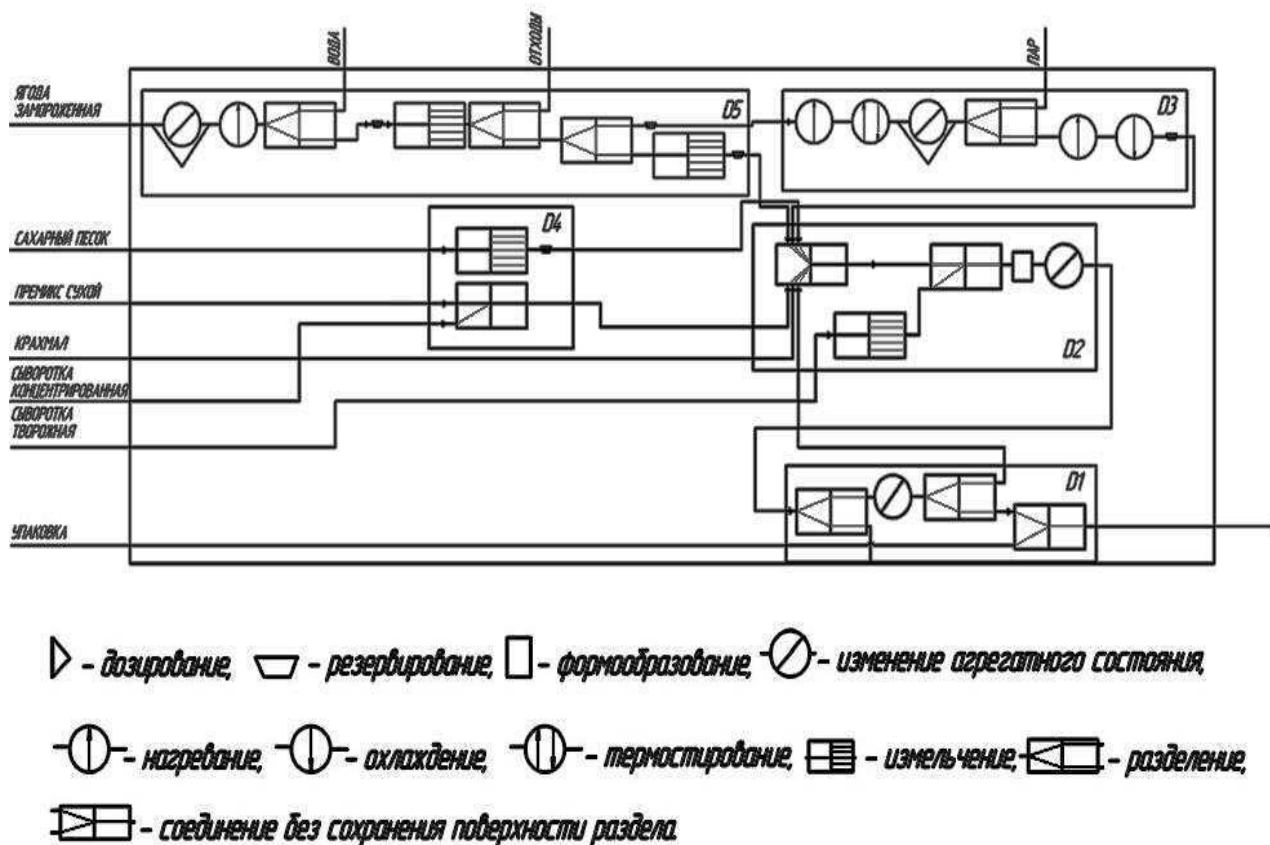 ВОДА
ОТХОДЫ
ПАР
ЯГОДА
ЗАМОРОЖЕННАЯ
D5
D3
САХАРНЫЙ ПЕСОК
D4
ПРЕМИКС СУХОЙ
КРАХМАЛ
D2
СЫВОРОТКА
КОНЦЕНТРИРОВАННАЯ
СЫВОРОТКА
ТВОРОЖНАЯ
D1
УПАКОВКА
- дозирование, - резервирование, - формообразование, - изменение агрегатного состояния,
- нагревание, - охлаждение, - термостирование, - измельчение, - разделение,
- соединение без сохранения поверхности раздела.